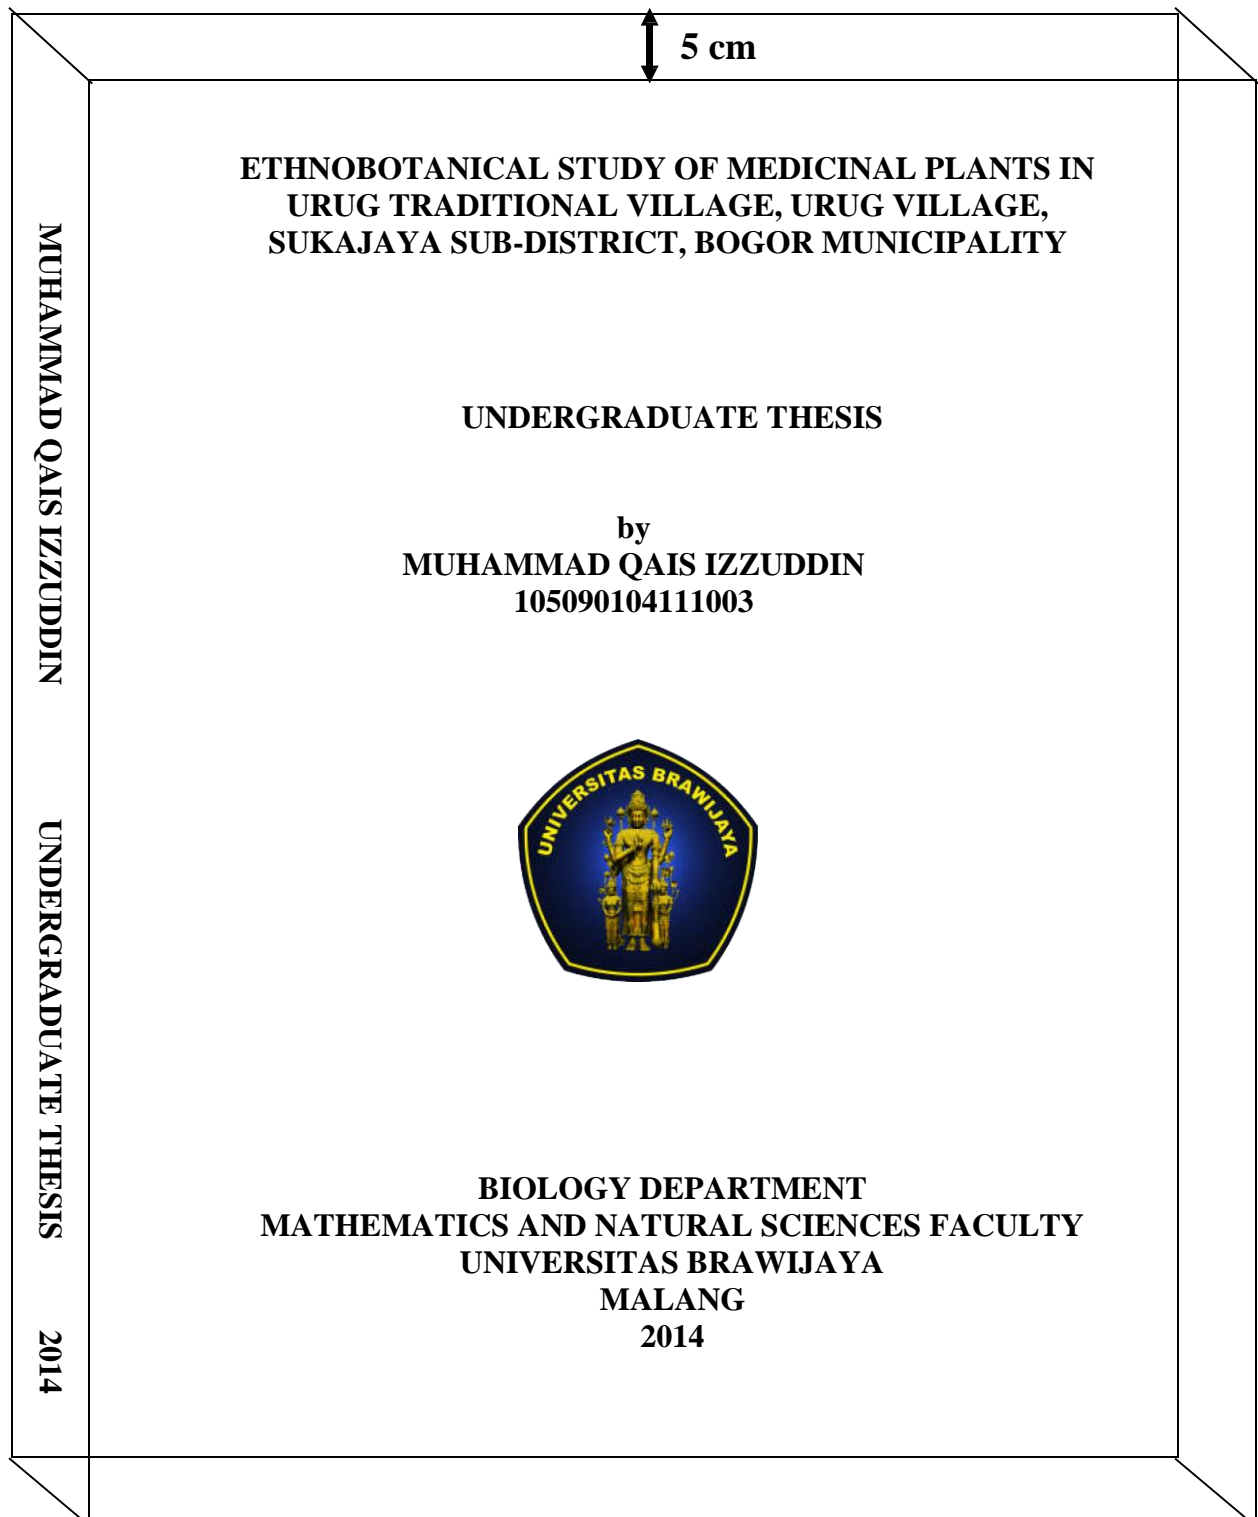 5 cm
ETHNOBOTANICAL STUDY OF MEDICINAL PLANTS IN
URUG TRADITIONAL VILLAGE, URUG VILLAGE,
SUKAJAYA SUB-DISTRICT, BOGOR MUNICIPALITY
UNDERGRADUATE THESIS
by
MUHAMMAD QAIS IZZUDDIN
105090104111003
UNIVERSITAS BRAWIJAYA
BIOLOGY DEPARTMENT
MATHEMATICS AND NATURAL SCIENCES FACULTY
UNIVERSITAS BRAWIJAYA
MALANG
2014
MUHAMMAD QAIS IZZUDDIN UNDERGRADUATE THESIS 2014